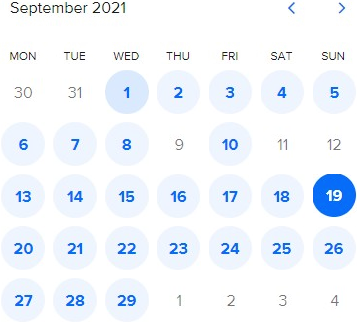 September 2021
MON TUE WED THU FRI SAT SUN
30 31 1 2 3 4 5
6 7 8 9 10 11 12
13 14 15 16 17 18 19
20 21 22 23 24 25 26
27 28 29 1 2 3 4